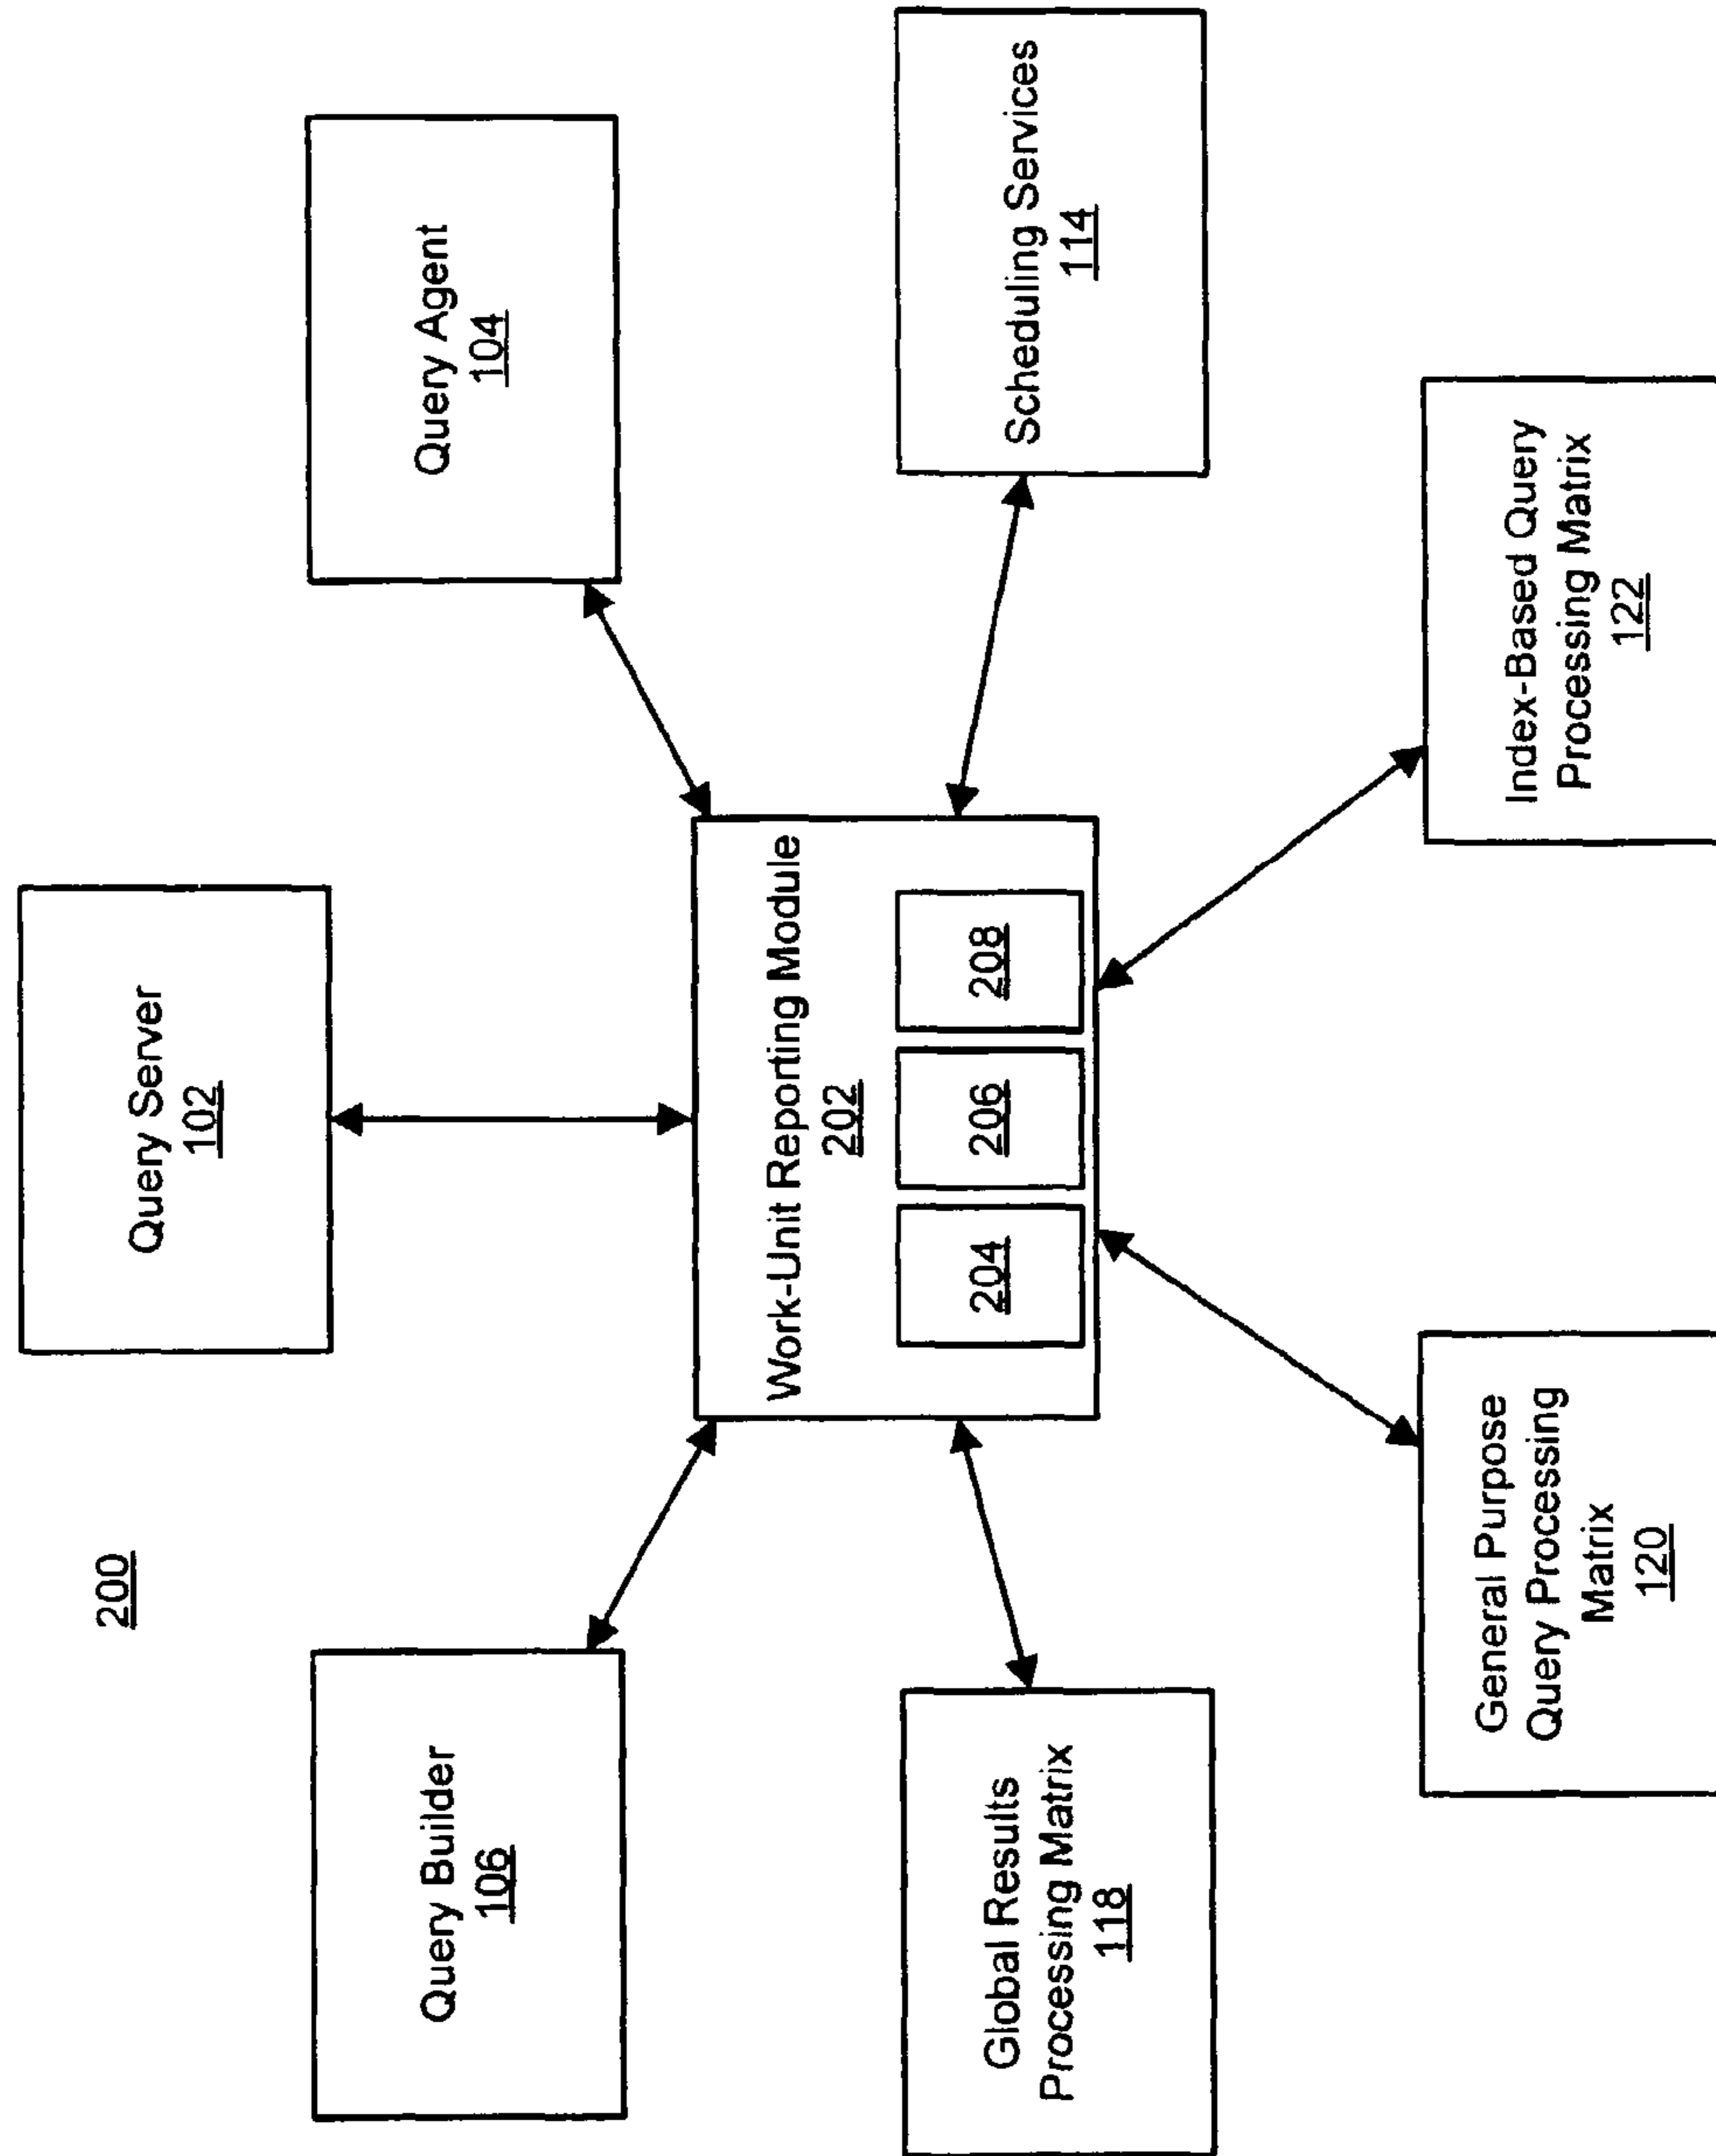 200
Query Server
102
Query Builder
106
Query Agent
104
Work-Unit Reporting Module
202
204
206
208
Global Results
Processing Matrix
118
Scheduling Services
114
General Purpose
Query Processing
Matrix
120
Index-Based Query
Processing Matrix
122